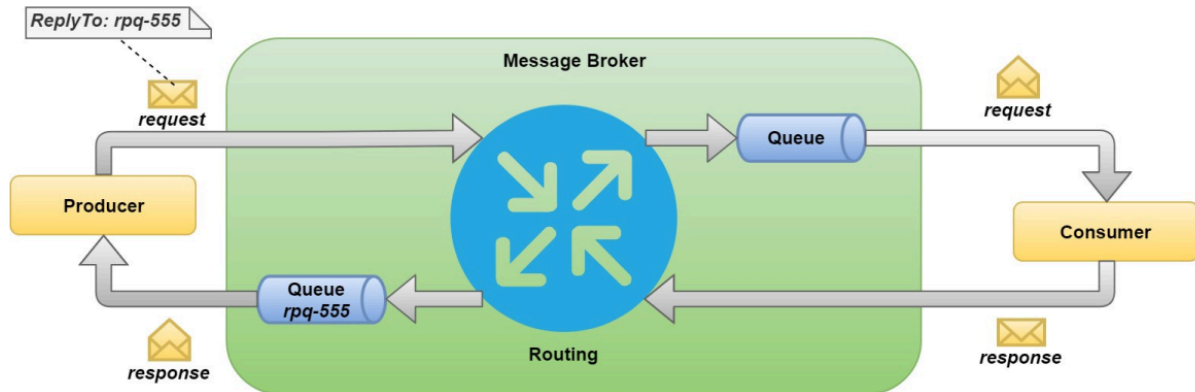 ReplyTo: rpq-555
Message Broker
request
request
Queue
Producer
Consumer
Queue
rpq-555
Routing
response
response